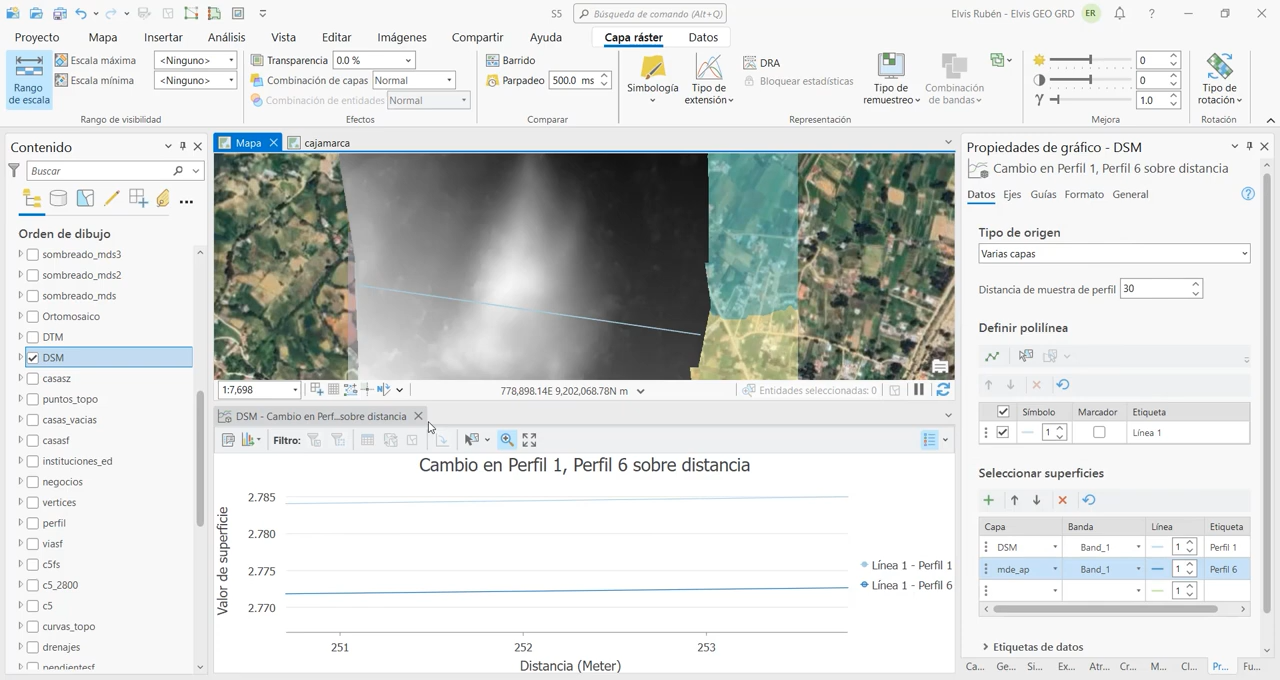 S5
Búsqueda de comando (Alt+Q)
Elvis Rubén - Elvis GEO GRD
ER
?
Proyecto
Mapa
Insertar
Análisis
Vista
Editar
Imágenes
Compartir
Ayuda
Capa ráster
Datos
Rango de escala
Escala máxima
<Ninguno>
Escala mínima
<Ninguno>
Rango de visibilidad
Transparencia
0.0 %
Combinación de capas
Normal
Combinación de entidades
Normal
Efectos
Barrido
Parpadeo
500.0 ms
Comparar
Simbología
Tipo de extensión
DRA
Bloquear estadísticas
Tipo de remuestreo
Combinación de bandas
Representación
0
0
1.0
Mejora
Tipo de rotación
Rotación
Contenido
Buscar
Orden de dibujo
sombreado_mds3
sombreado_mds2
sombreado_mds
Ortomosaico
DTM
DSM
casasz
puntos_topo
casas_vacias
casasf
instituciones_ed
negocios
vertices
perfil
viasf
c5fs
c5_2800
c5
curvas_topo
drenajes
pendientesf
Mapa
cajamarca
1:7,698
778,898.14E 9,202,068.78N m
Entidades seleccionadas: 0
DSM - Cambio en Perf...sobre distancia
Filtro:
Cambio en Perfil 1, Perfil 6 sobre distancia
Valor de superficie
2.785
2.780
2.775
2.770
251
252
253
Distancia (Meter)
Línea 1 - Perfil 1
Línea 1 - Perfil 6
Propiedades de gráfico - DSM
Cambio en Perfil 1, Perfil 6 sobre distancia
Datos
Ejes
Guías
Formato
General
?
Tipo de origen
Varias capas
Distancia de muestra de perfil
30
Definir polilínea
Símbolo
Marcador
Etiqueta
1
Línea 1
Seleccionar superficies
Capa
Banda
Línea
Etiqueta
DSM
Band_1
1
Perfil 1
mde_ap
Band_1
1
Perfil 6
1
Etiquetas de datos
Ca...
Ge...
Si...
Ex...
Atr...
Cr...
M...
Cl...
Pr...
Fu...